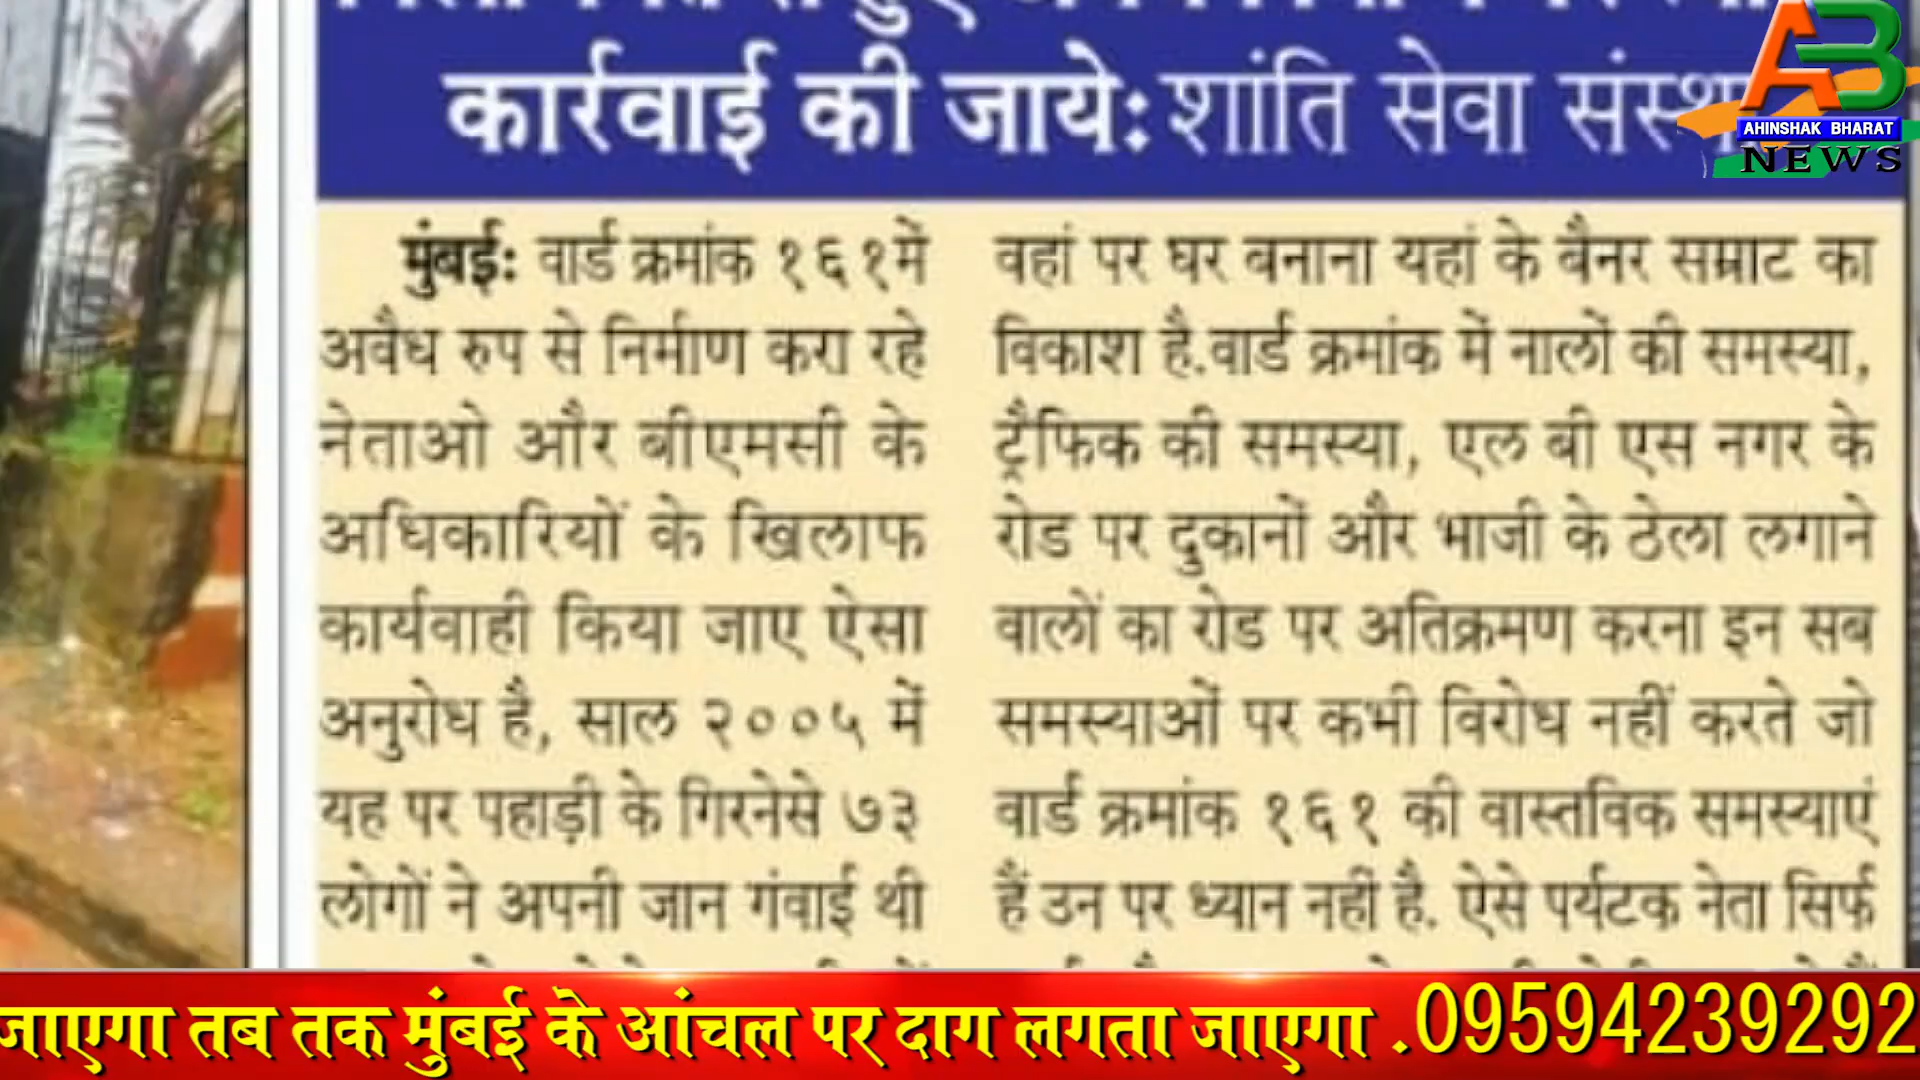 कार्रवाई की जाये: शांति सेवा
मुंबई: वार्ड क्रमांक १६१में
अवैध रुप से निर्माण करा रहे
नेताओ और बीएमसी के
अधिकारियों के खिलाफ
कार्यवाही किया जाए ऐसा
अनुरोध है, साल २००५ में
यह पर पहाड़ी के गिरनेसे ७३
लोगों ने अपनी जान गंवाई थी
वहां पर घर बनाना यहां के बैनर सम्राट का
विकाश है.वार्ड क्रमांक में नालों की समस्या,
ट्रैफिक की समस्या, एल बी एस नगर के
रोड पर दुकानों और भाजी के ठेला लगाने
वालों का रोड पर अतिक्रमण करना इन सब
समस्याओं पर कभी विरोध नहीं करते जो
वार्ड क्रमांक १६१ की वास्तविक समस्याएं
हैं उन पर ध्यान नही है. ऐसे पर्यटक नेता सिर्फ
AB
AHINSHAK BHARAT
NEWS
जाएगा तब तक मुंबई के आंचल पर दाग लगता जाएगा .09594239292